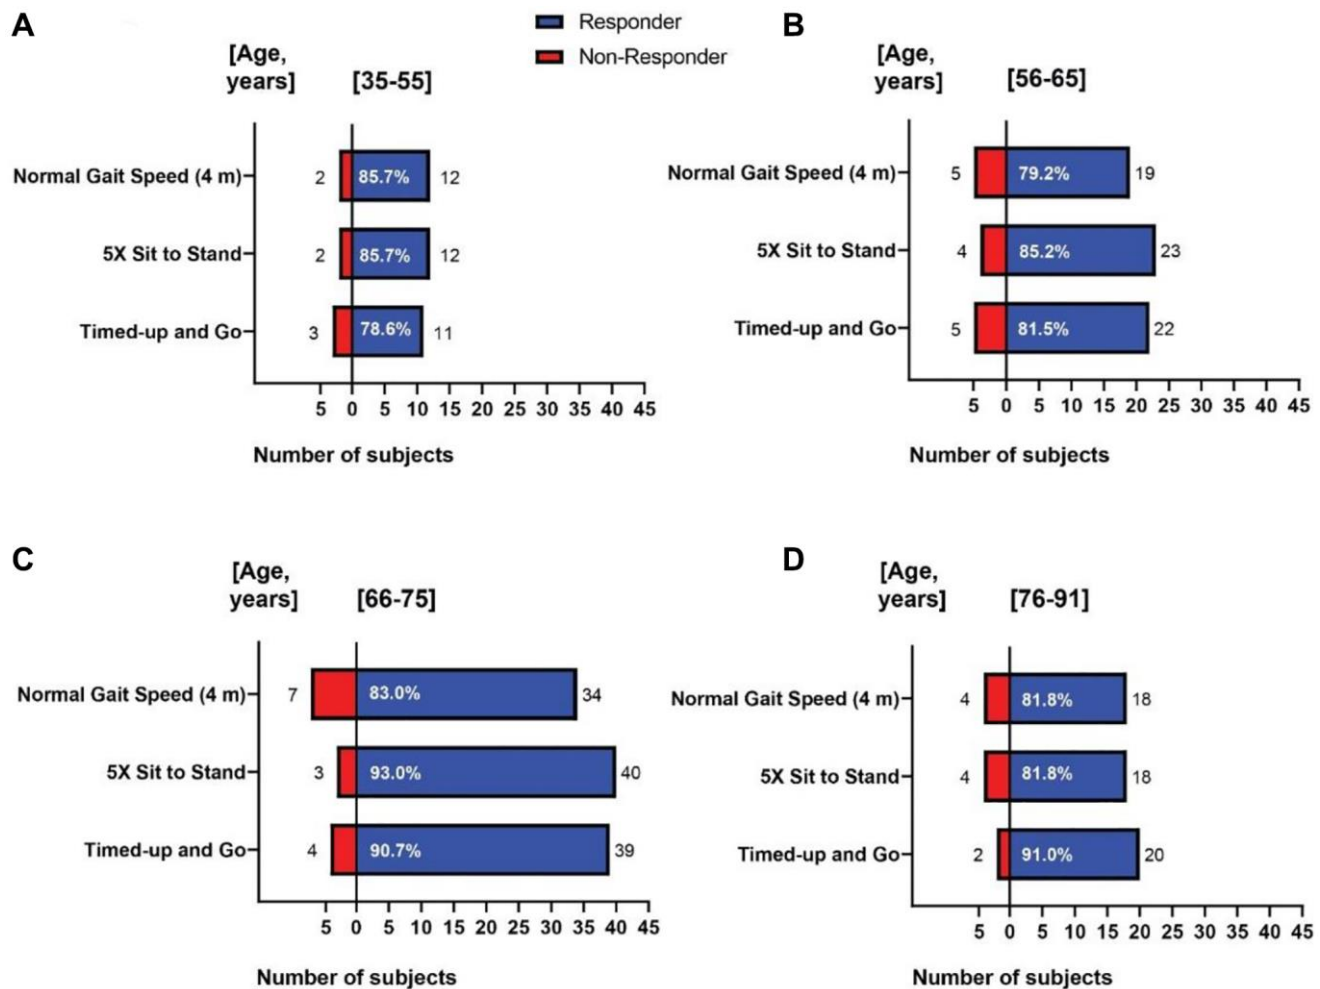 A
Responder
Non-Responder
B
[Age,
years]
[35-55]
Normal Gait Speed (4 m)
2
85.7%
12
5X Sit to Stand
2
85.7%
12
Timed-up and Go
3
78.6%
11
5 0 5 10 15 20 25 30 35 40 45
Number of subjects
[Age,
years]
[56-65]
Normal Gait Speed (4 m)
5
79.2%
19
5X Sit to Stand
4
85.2%
23
Timed-up and Go
5
81.5%
22
5 0 5 10 15 20 25 30 35 40 45
Number of subjects
C
[Age,
years]
[66-75]
Normal Gait Speed (4 m)
7
83.0%
34
5X Sit to Stand
3
93.0%
40
Timed-up and Go
4
90.7%
39
5 0 5 10 15 20 25 30 35 40 45
Number of subjects
D
[Age,
years]
[76-91]
Normal Gait Speed (4 m)
4
81.8%
18
5X Sit to Stand
4
81.8%
18
Timed-up and Go
2
91.0%
20
5 0 5 10 15 20 25 30 35 40 45
Number of subjects